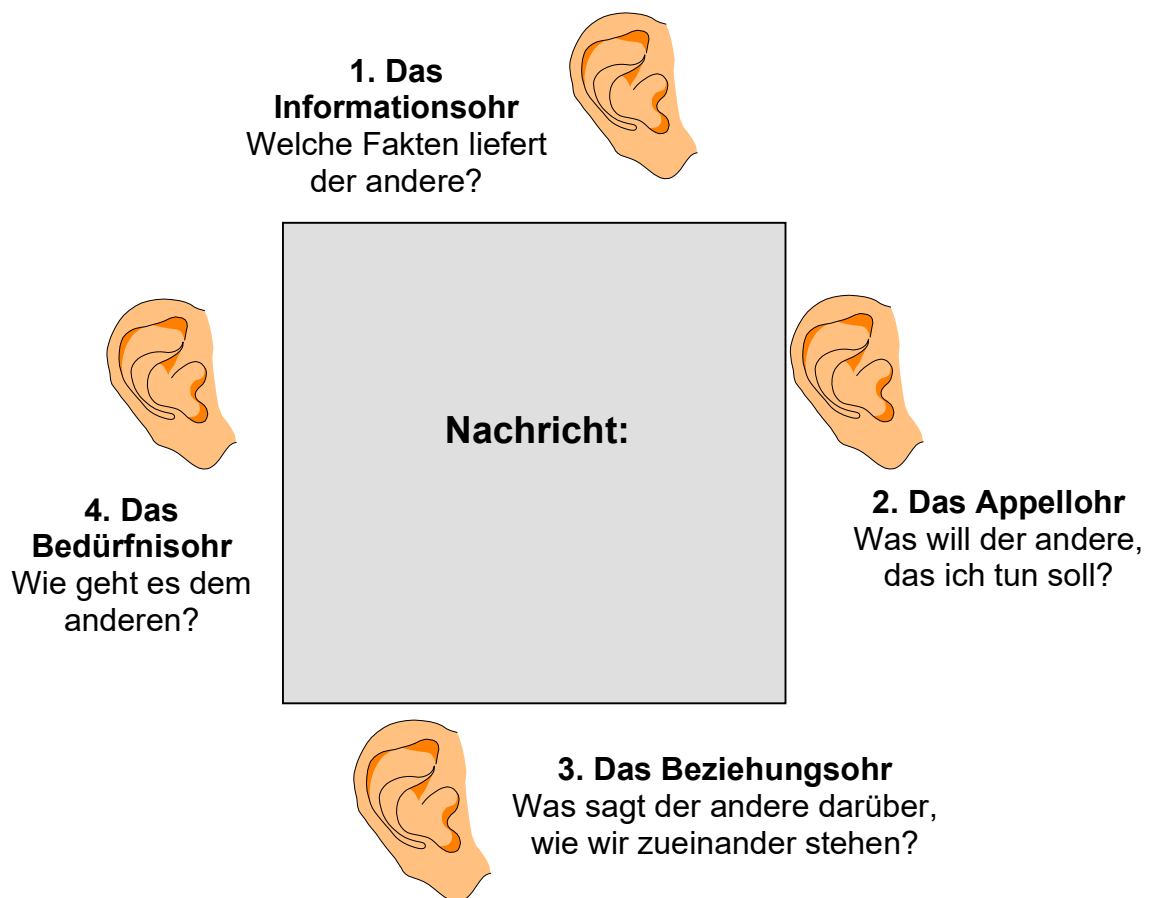 1. Das
Informationsohr
Welche Fakten liefert
der andere?
Nachricht:
2. Das Appellohr
Was will der andere,
das ich tun soll?
4. Das
Bedürfnisohr
Wie geht es dem
anderen?
3. Das Beziehungsohr
Was sagt der andere darüber,
wie wir zueinander stehen?